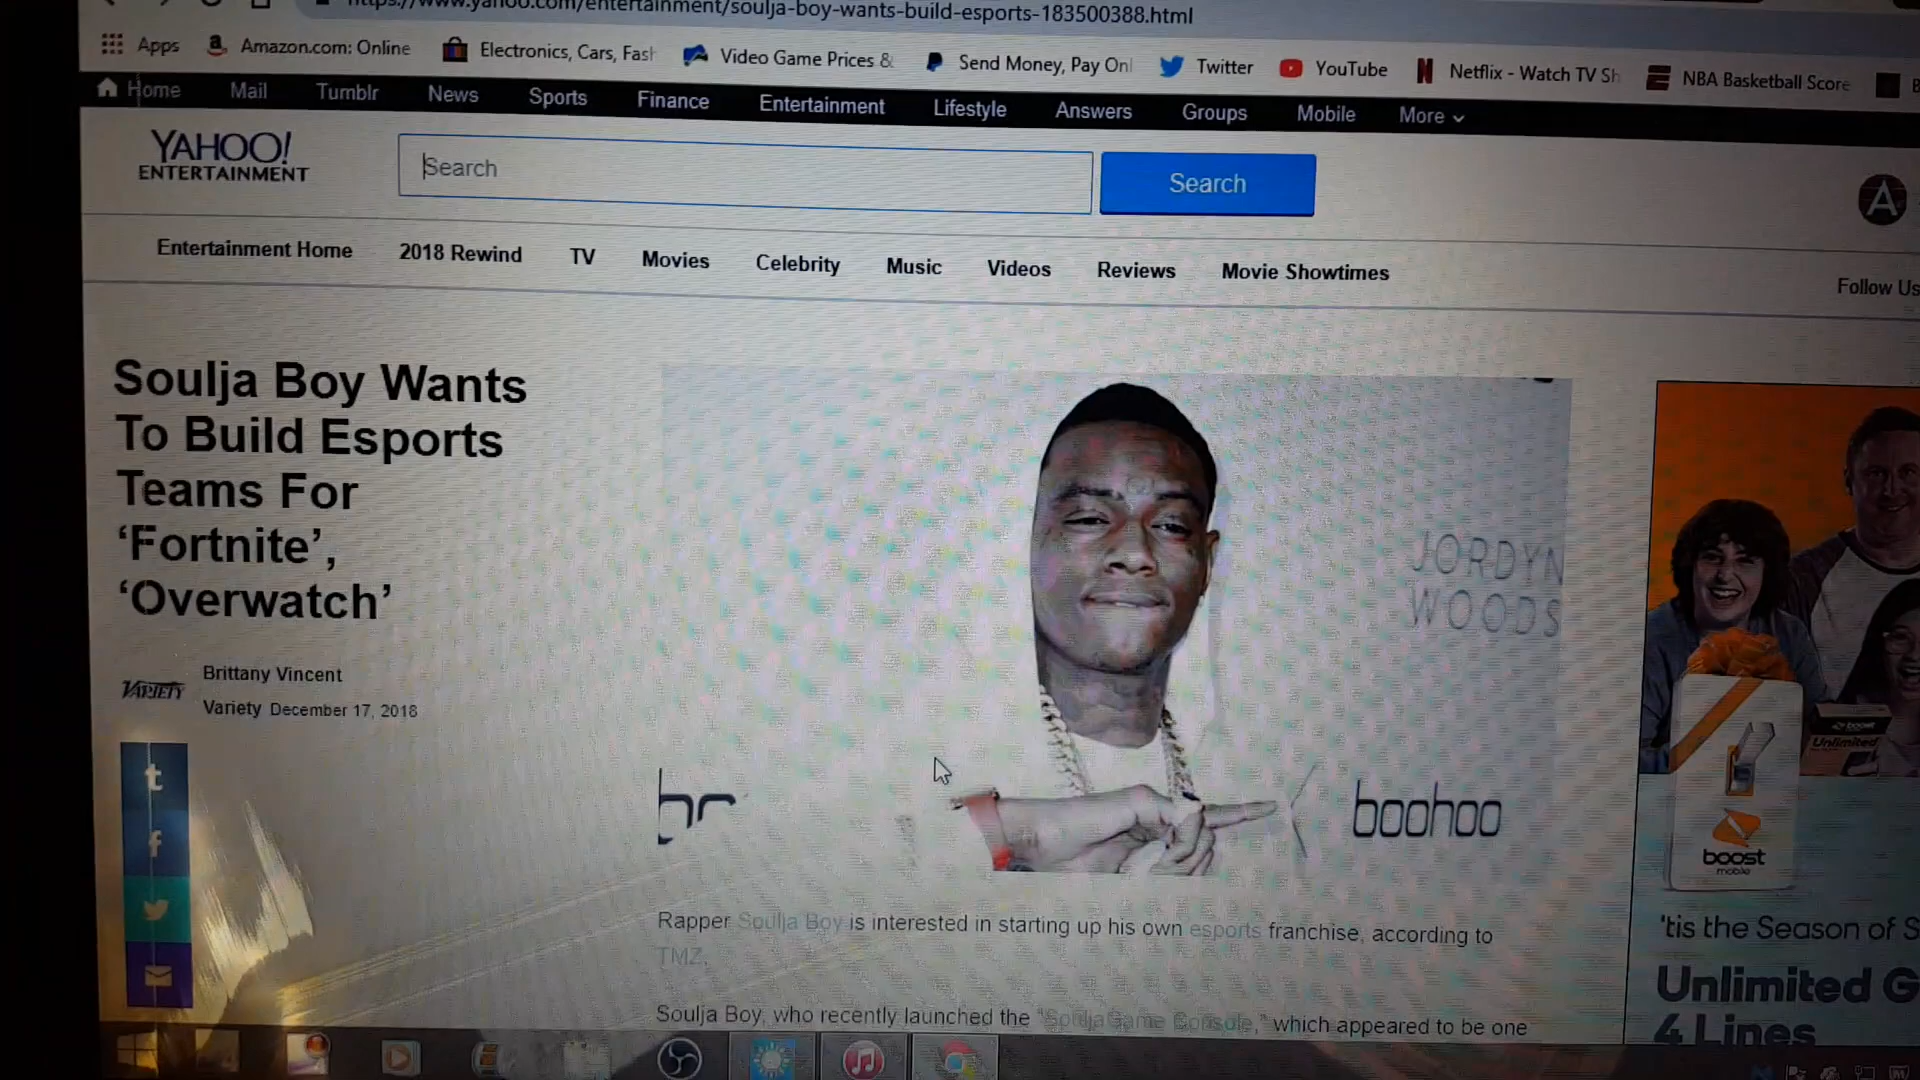 https://www.yahoo.com/entertainment/soulja-boy-wants-build-esports-183500388.html
Apps Amazon.com: Online Electronics, Cars, Fash Video Game Prices & Send Money, Pay Onl Twitter YouTube Netflix - Watch TV Sh NBA Basketball Score
Home Mail Tumblr News Sports Finance Entertainment Lifestyle Answers Groups Mobile More
YAHOO!
ENTERTAINMENT
Search
Search
A
Entertainment Home 2018 Rewind TV Movies Celebrity Music Videos Reviews Movie Showtimes
Follow Us
Soulja Boy Wants
To Build Esports
Teams For
‘Fortnite’,
‘Overwatch’
VARIETY
Brittany Vincent
Variety December 17, 2018
JORDYN
WOODS
boohoo
Rapper Soulja Boy is interested in starting up his own esports franchise, according to
TMZ.
Soulja Boy, who recently launched the “SouljaGame Console,” which appeared to be one
boost
Unlimited
boost
mobile
'tis the Season of S
Unlimited G
4 Lines